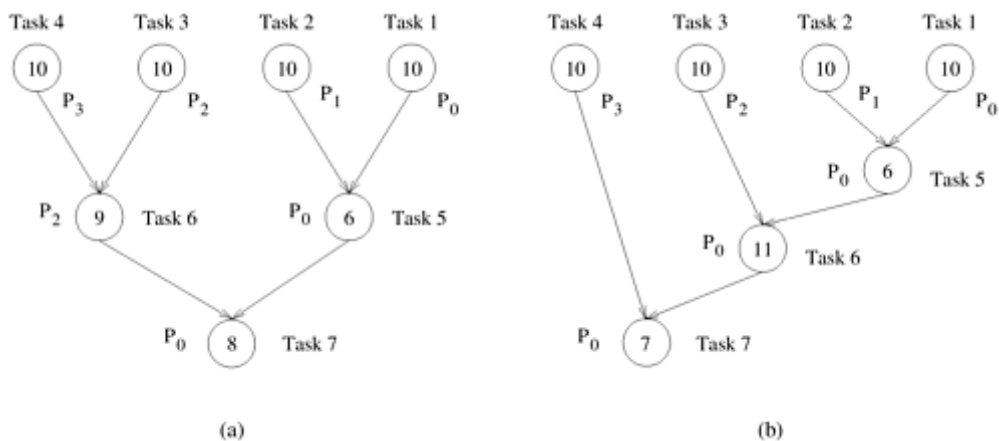 Task 4 Task 3 Task 2 Task 1 Task 4 Task 3 Task 2 Task 1
10 10 10 10 10 10 10 10
P3 P2 P1 P0 P3 P2 P1 P0
P0 6 Task 5
P2 9 Task 6 P0 6 Task 5
P0 11 Task 6
P0 8 Task 7 P0 7 Task 7
(a) (b)